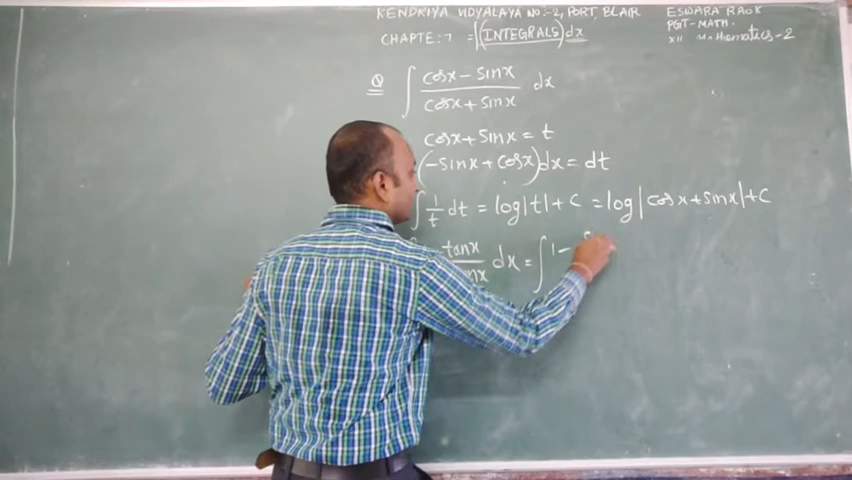 KENDRIYA VIDYALAYA NO:-2, PORT, BLAIR
ESWARA RAO K
PGT-MATH.
XII Mathematics-2
CHAPTE:7 = ∫(INTEGRALS)dx
Q ∫ (cosx - sinx)/(cosx + sinx) dx
cosx + sinx = t
(-sinx + cosx)dx = dt
∫ 1/t dt = log|t| + c = log|cosx + sinx| + c
tanx dx = ∫ 1 -